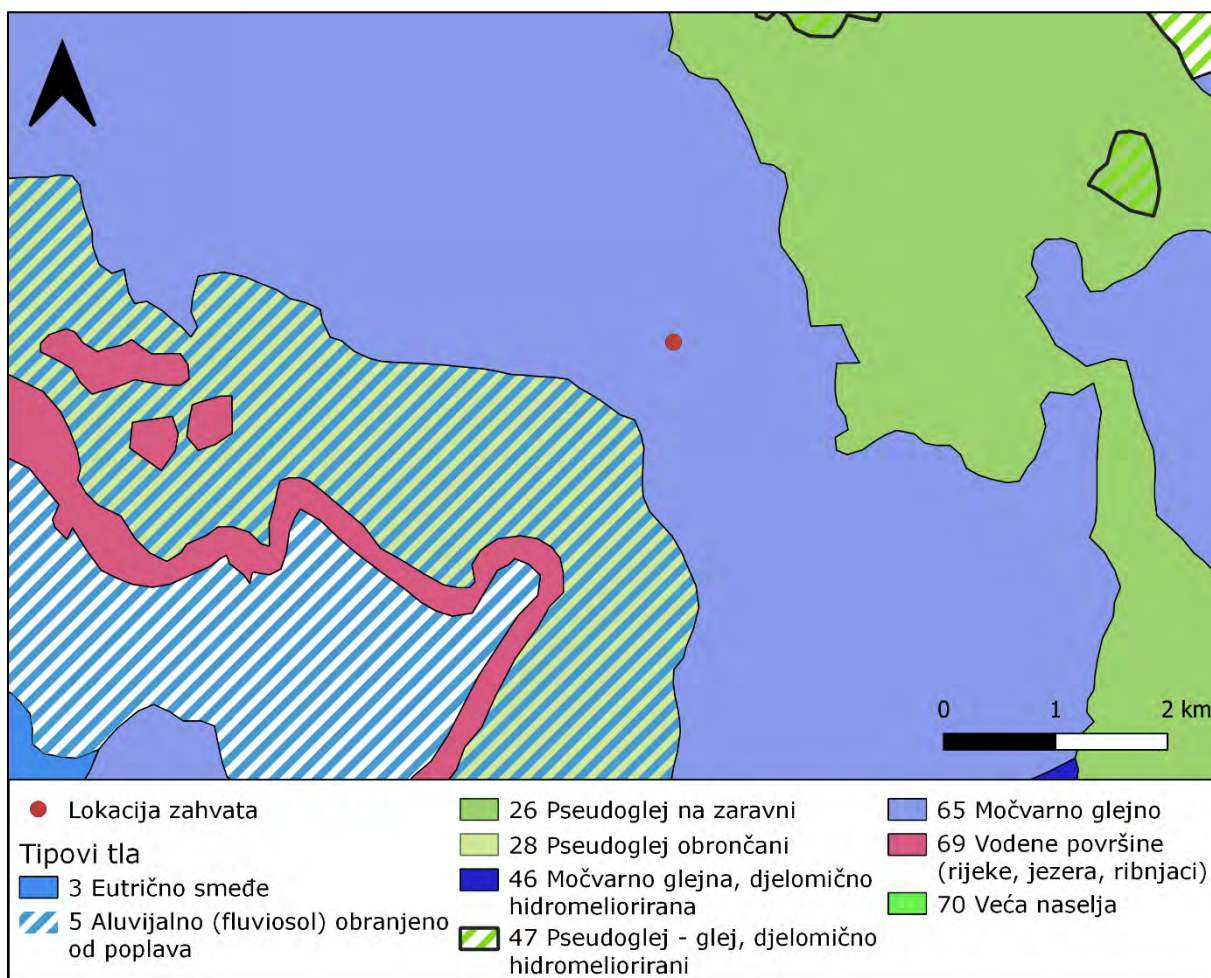 0 1 2 km
Lokacija zahvata
Tipovi tla
3 Eutrično smeđe
5 Aluvijalno (fluviosol) obranjeno
od poplava
26 Pseudoglej na zaravni
28 Pseudoglej obrončani
46 Močvarno glejna, djelomično
hidromeliorirana
47 Pseudoglej - glej, djelomično
hidromeliorirani
65 Močvarno glejno
69 Vodene površine
(rijeke, jezera, ribnjaci)
70 Veća naselja